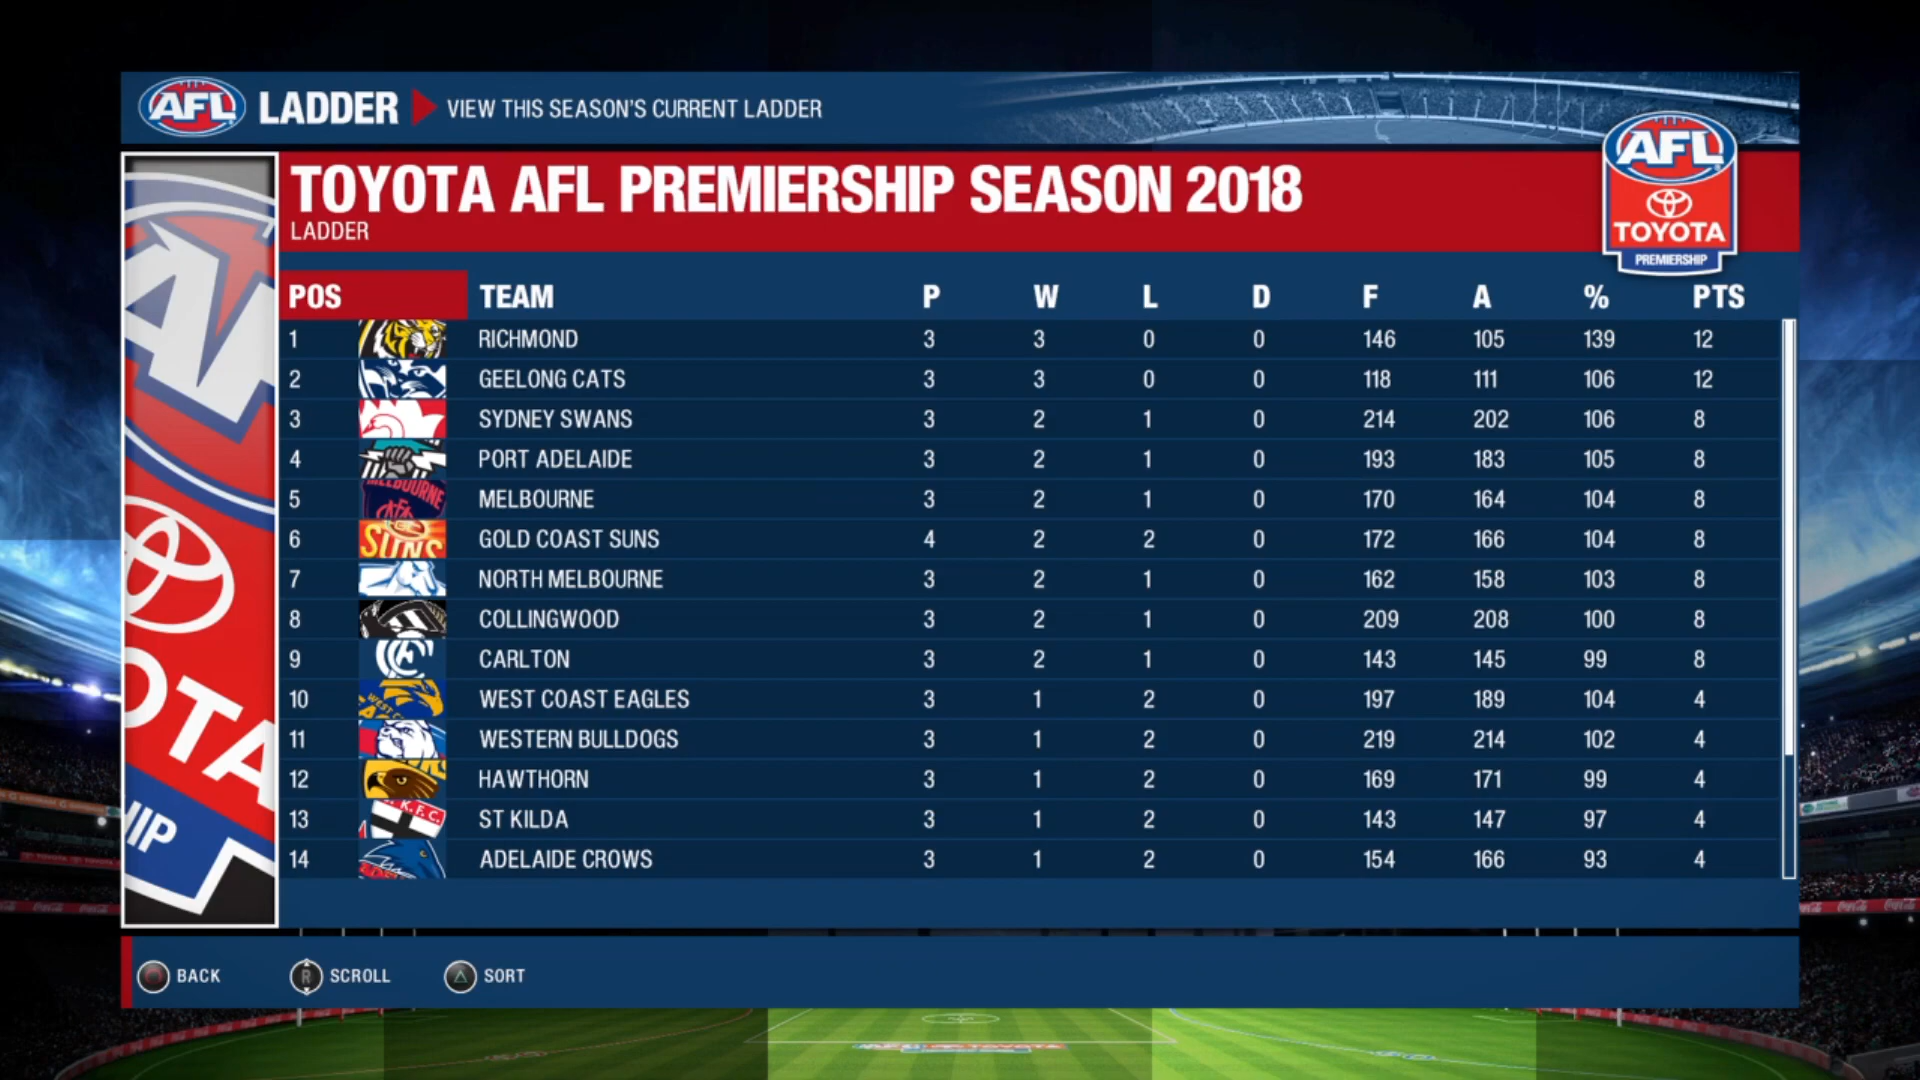 AFL LADDER VIEW THIS SEASON'S CURRENT LADDER
TOYOTA AFL PREMIERSHIP SEASON 2018
LADDER
AFL
TOYOTA
PREMIERSHIP
POS TEAM P W L D F A % PTS
1 RICHMOND 3 3 0 0 146 105 139 12
2 GEELONG CATS 3 3 0 0 118 111 106 12
3 SYDNEY SWANS 3 2 1 0 214 202 106 8
4 PORT ADELAIDE 3 2 1 0 193 183 105 8
5 MELBOURNE 3 2 1 0 170 164 104 8
6 SUNS GOLD COAST SUNS 4 2 2 0 172 166 104 8
7 NORTH MELBOURNE 3 2 1 0 162 158 103 8
8 COLLINGWOOD 3 2 1 0 209 208 100 8
9 CARLTON 3 2 1 0 143 145 99 8
10 WEST COAST EAGLES 3 1 2 0 197 189 104 4
11 WESTERN BULLDOGS 3 1 2 0 219 214 102 4
12 HAWTHORN 3 1 2 0 169 171 99 4
13 K.F.C. ST KILDA 3 1 2 0 143 147 97 4
14 ADELAIDE CROWS 3 1 2 0 154 166 93 4
BACK R SCROLL SORT